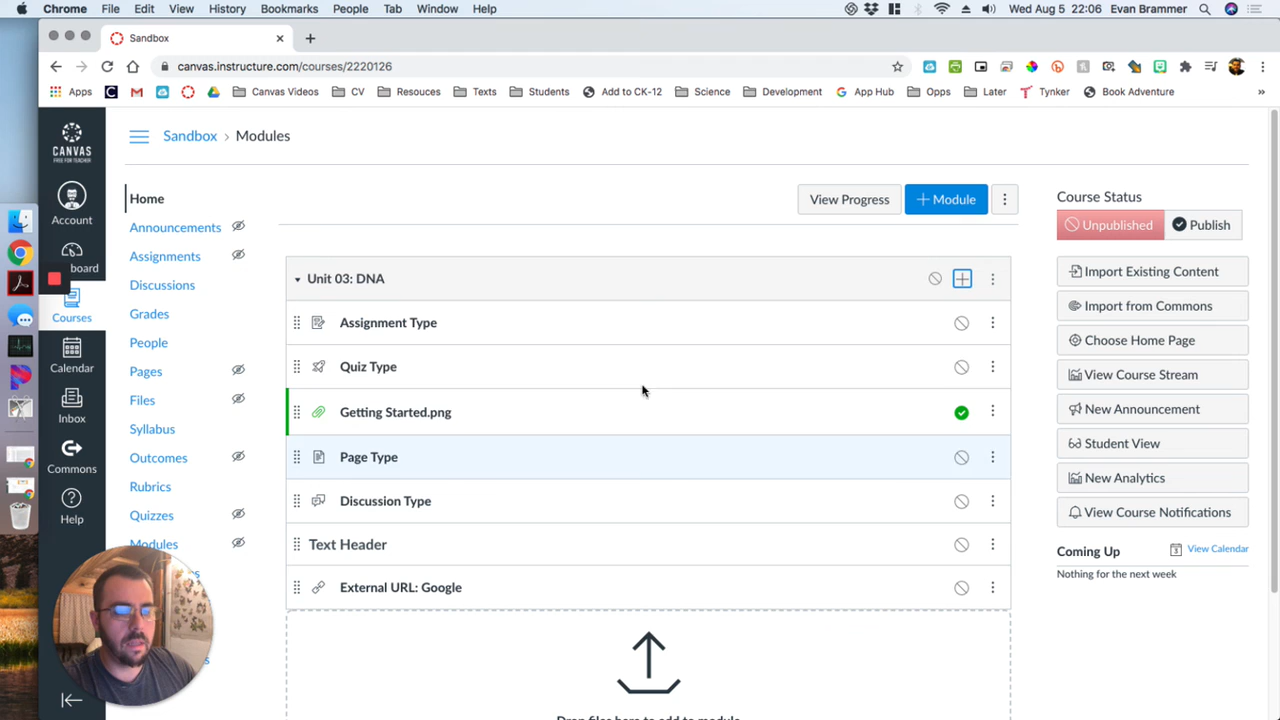 Chrome File Edit View History Bookmarks People Tab Window Help Wed Aug 5 22:06 Evan Brammer
Sandbox
canvas.instructure.com/courses/2220126
Apps Canvas Videos CV Resouces Texts Students Add to CK-12 Science Development App Hub Opps Later Tynker Book Adventure »
CANVAS
FREE FOR TEACHER
Account
board
Courses
Calendar
Inbox
Commons
Help
Sandbox › Modules
Home
Announcements
Assignments
Discussions
Grades
People
Pages
Files
Syllabus
Outcomes
Rubrics
Quizzes
Modules
View Progress + Module
Unit 03: DNA
Assignment Type
Quiz Type
Getting Started.png
Page Type
Discussion Type
Text Header
External URL: Google
Drop files here to add to module
Course Status
Unpublished Publish
Import Existing Content
Import from Commons
Choose Home Page
View Course Stream
New Announcement
Student View
New Analytics
View Course Notifications
Coming Up View Calendar
Nothing for the next week